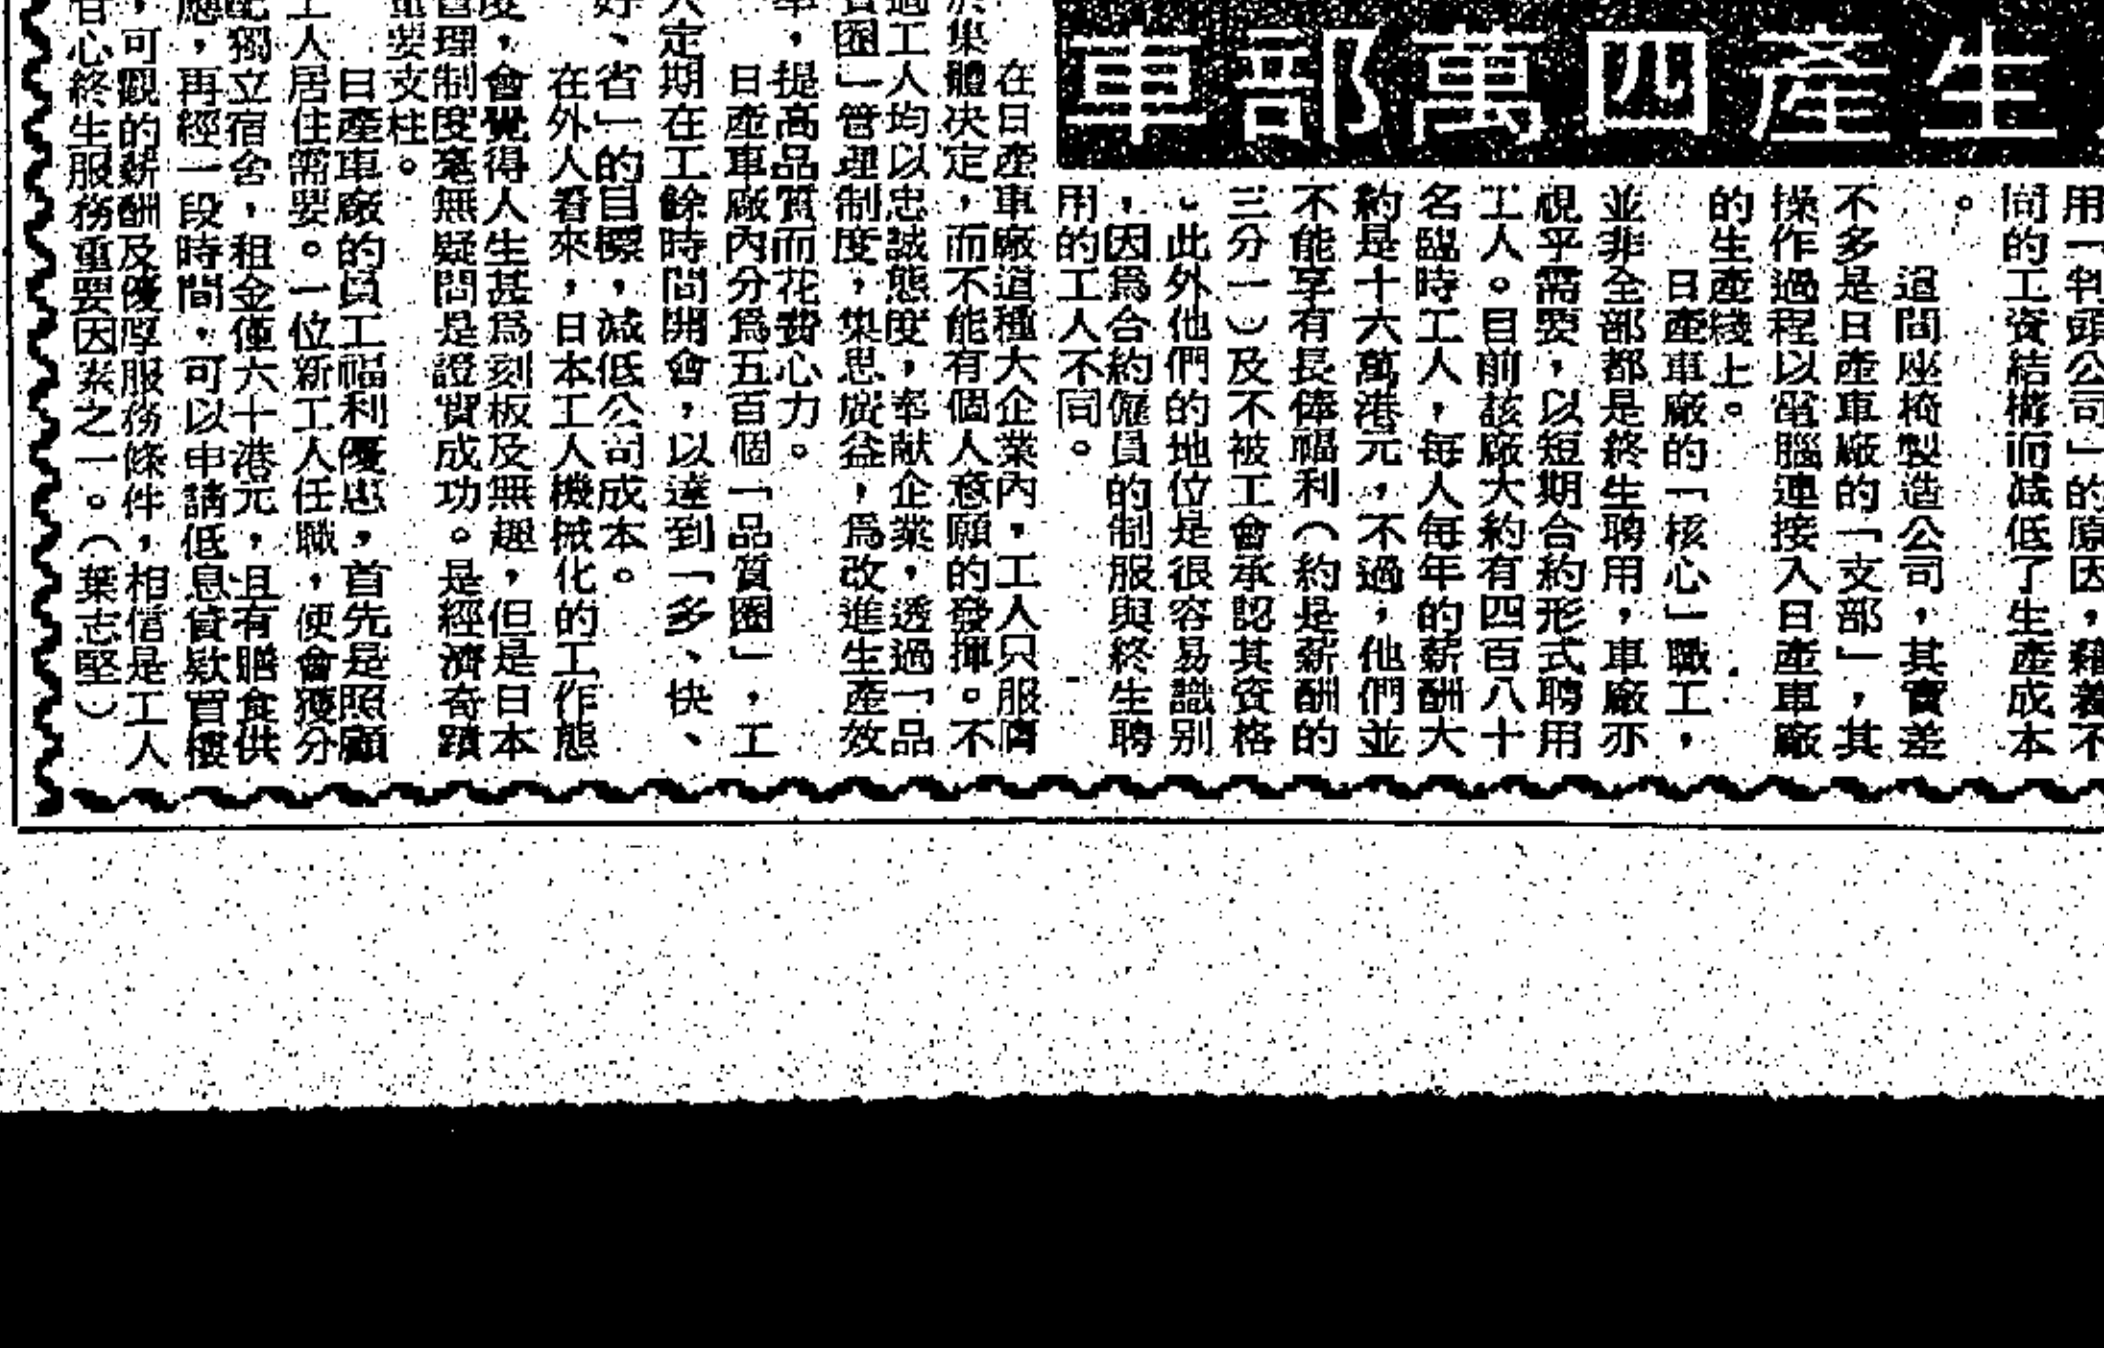 生產四萬部車
用「判頭公司」的原因，藉着不
同的工資結構而減低了生產成本
。
這間座椅製造公司，其實差
不多是日產車廠的「支部」，其
操作過程以電腦連接入日產車廠
的生產綫上。
日產車廠的「核心」職工，
並非全部都是終生聘用，車廠亦
視乎需要，以短期合約形式聘用
工人。目前該廠大約有四百八十
名臨時工人，每人每年的薪酬大
約是十六萬港元，不過，他們並
不能享有長俸福利（約是薪酬的
三分一）及不被工會承認其資格
。此外他們的地位是很容易識別
，因爲合約僱員的制服與終生聘
用的工人不同。
在日產車廠這種大企業內，工人只服膺
於集體決定，而不能有個人意願的發揮。不
過工人均以忠誠態度，奉献企業，透過「品
質圈」管理制度，集思廣益，爲改進生產效
率，提高品質而花費心力。
日產車廠內分爲五百個「品質圈」，工
人定期在工餘時間開會，以達到「多、快、
好、省」的目標，減低公司成本。
在外人看來，日本工人機械化的工作態
度，會覺得人生甚爲刻板及無趣，但是日本
管理制度毫無疑問是證實成功。是經濟奇蹟
重要支柱。
日產車廠的員工福利優惠，首先是照顧
工人居住需要。一位新工人任職，便會獲分
配獨立宿舍，租金僅六十港元，且有膳食供
應，再經一段時間，可以申請低息貸欵買樓
，可觀的薪酬及優厚服務條件，相信是工人
甘心終生服務重要因素之一。（葉志堅）